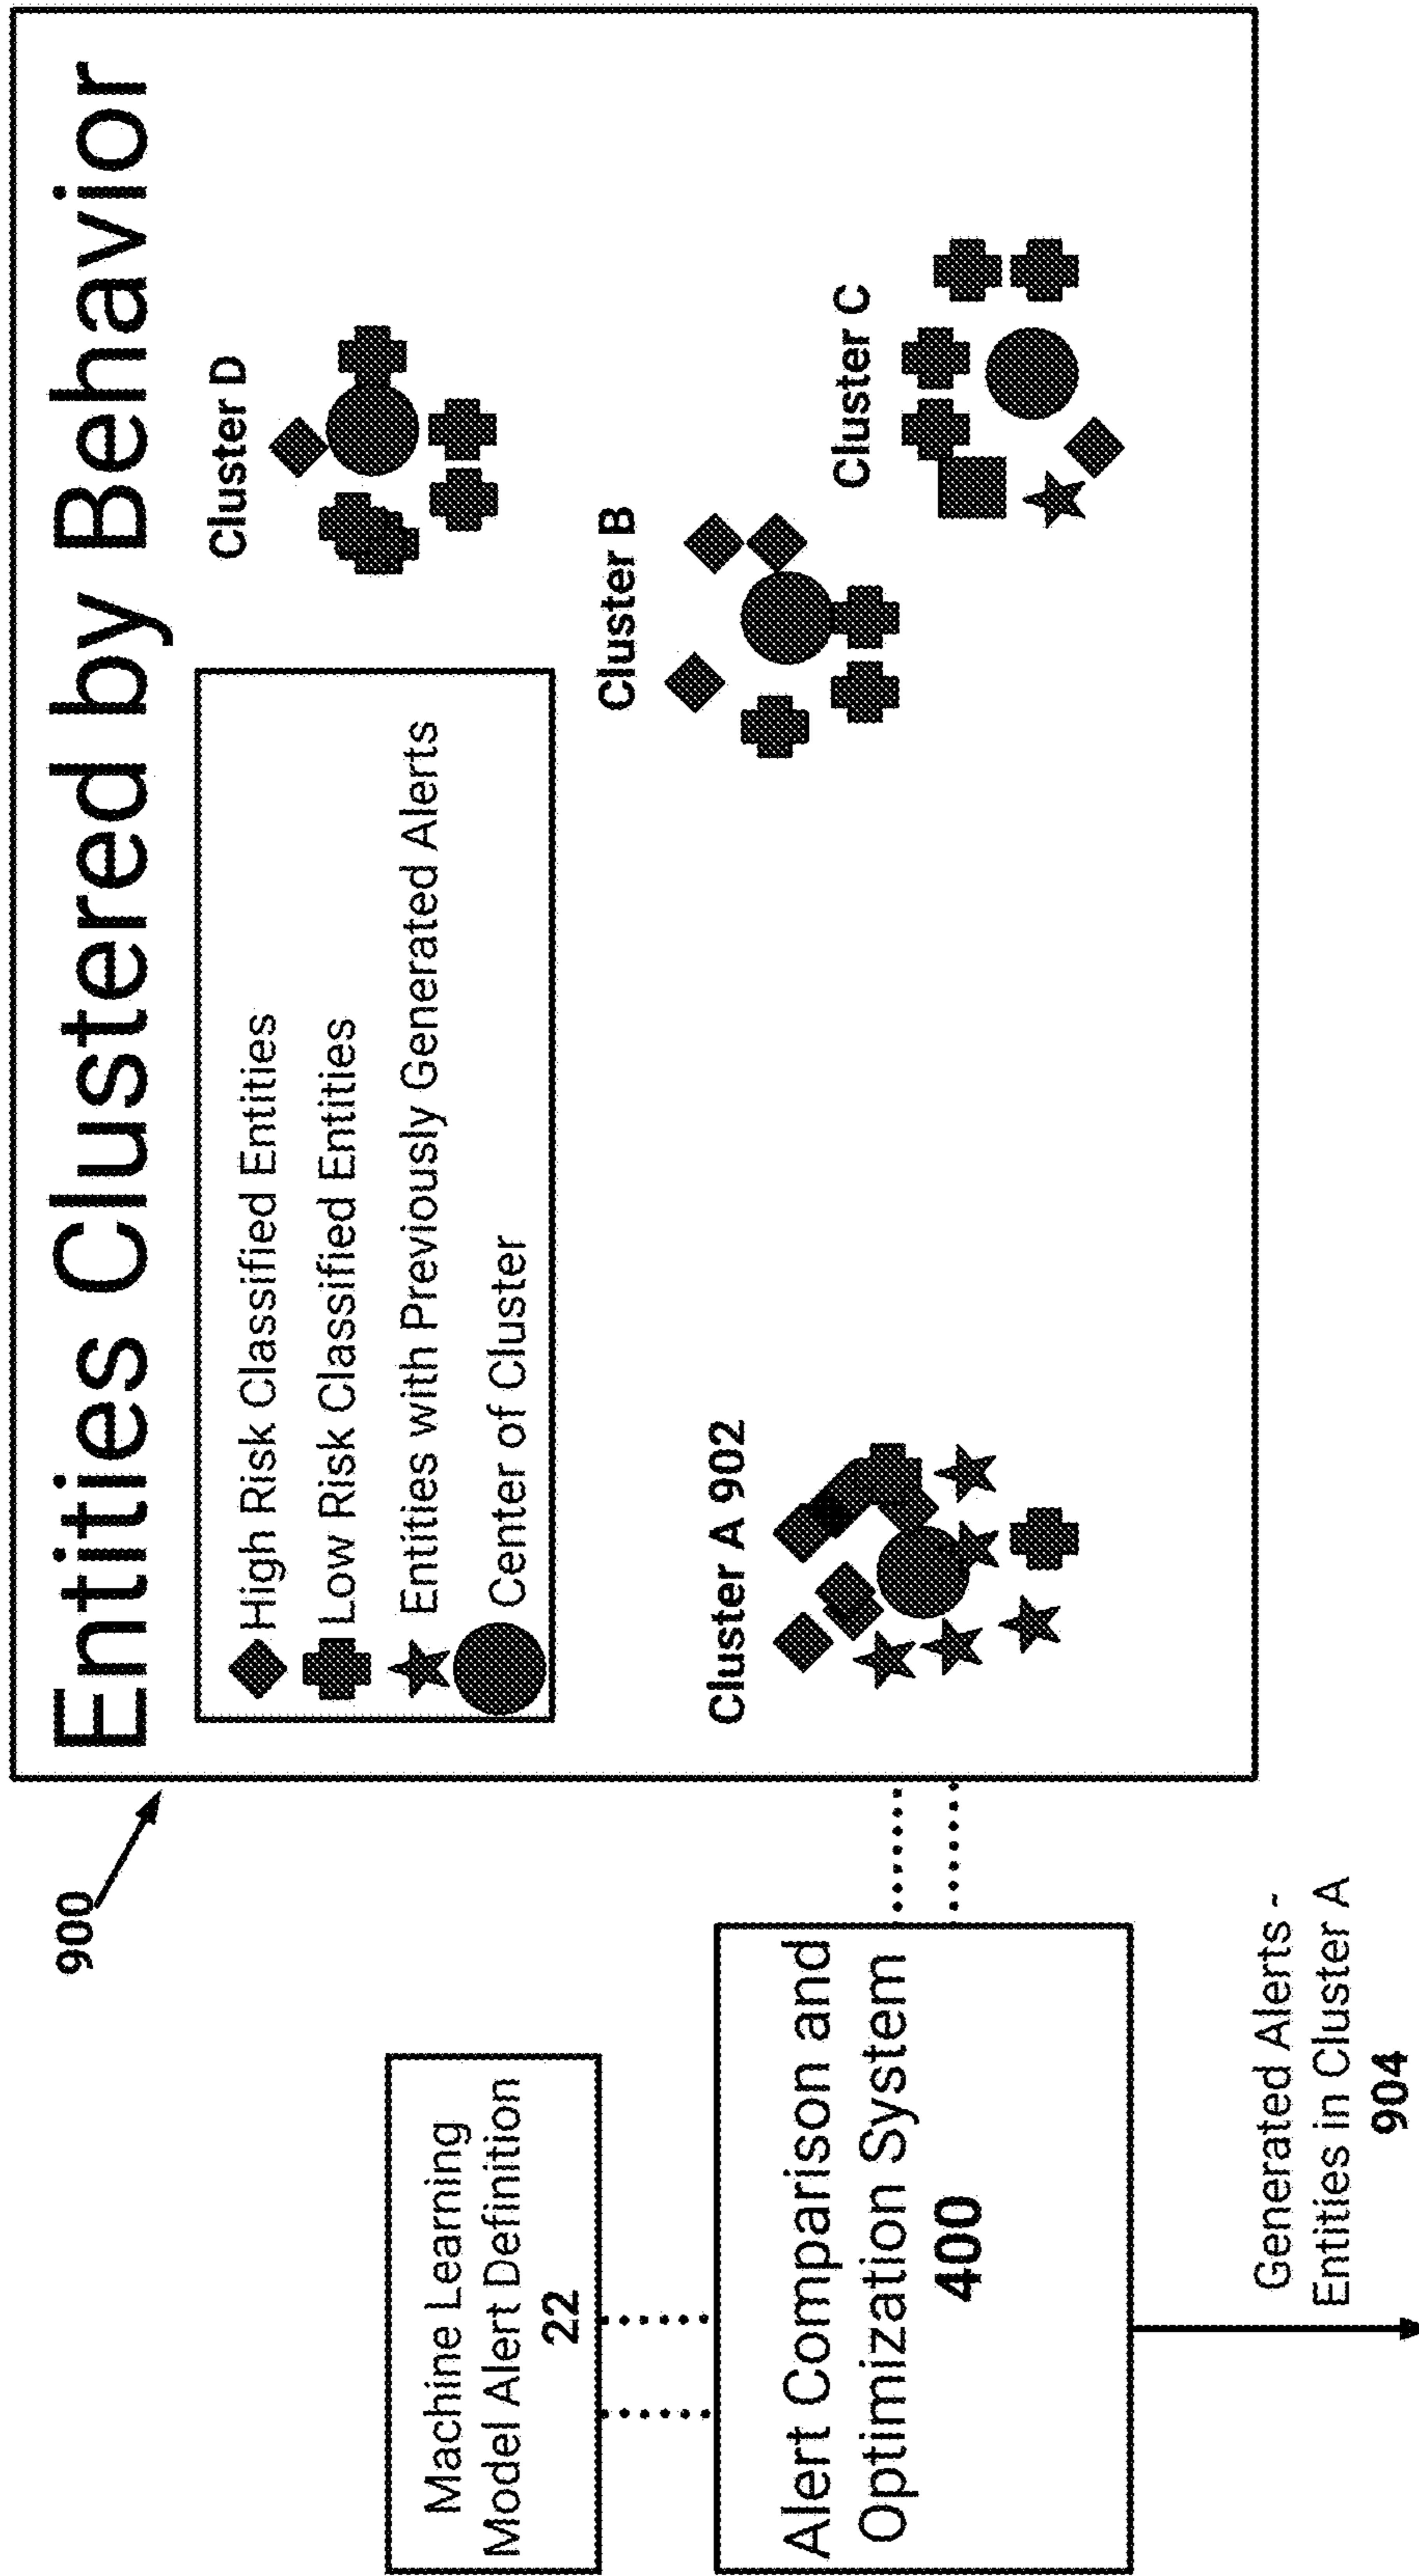 900
Entities Clustered by Behavior
High Risk Classified Entities
Low Risk Classified Entities
Entities with Previously Generated Alerts
Center of Cluster
Cluster D
Cluster B
Cluster A 902
Cluster C
Machine Learning
Model Alert Definition
22
Alert Comparison and
Optimization System
400
Generated Alerts -
Entities in Cluster A
904